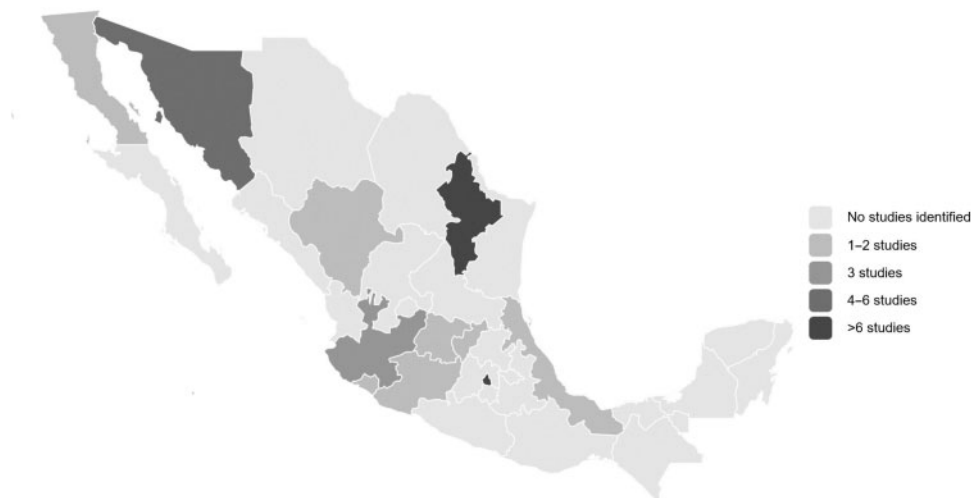 No studies identified
1–2 studies
3 studies
4–6 studies
>6 studies